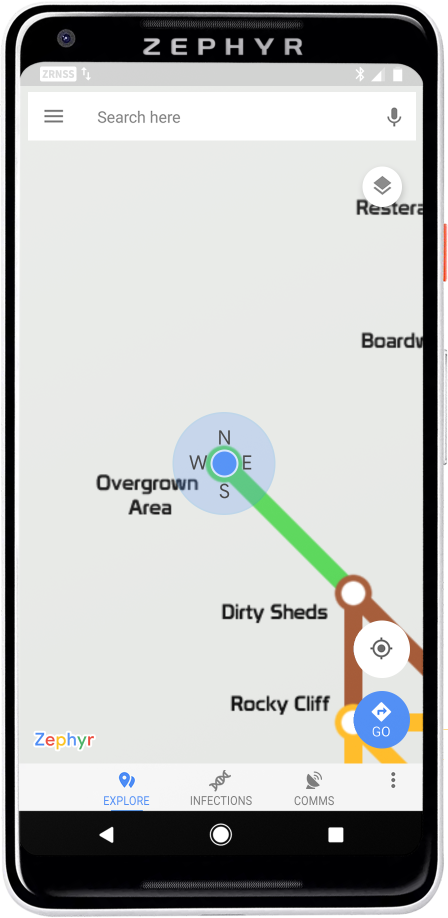 ZEPHYR
ZRNSS
Search here
Restera
Boardw
N
W E
S
Overgrown
Area
Dirty Sheds
Rocky Cliff
GO
Zephyr
EXPLORE
INFECTIONS
COMMS